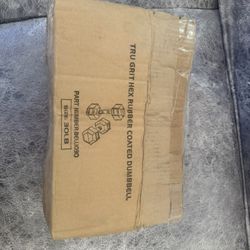 TRU GRIT HEX RUBBER COATED DUMBBELL
SIZE: 30LB